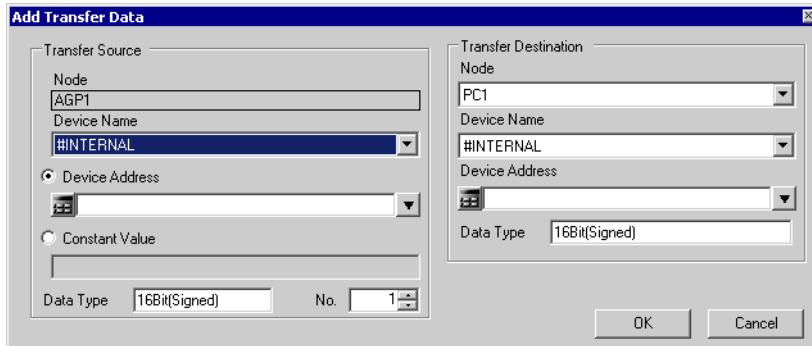 Add Transfer Data
Transfer Source
Node
AGP1
Device Name
#INTERNAL
Device Address
Constant Value
Data Type 16Bit(Signed) No. 1
Transfer Destination
Node
PC1
Device Name
#INTERNAL
Device Address
Data Type 16Bit(Signed)
OK Cancel